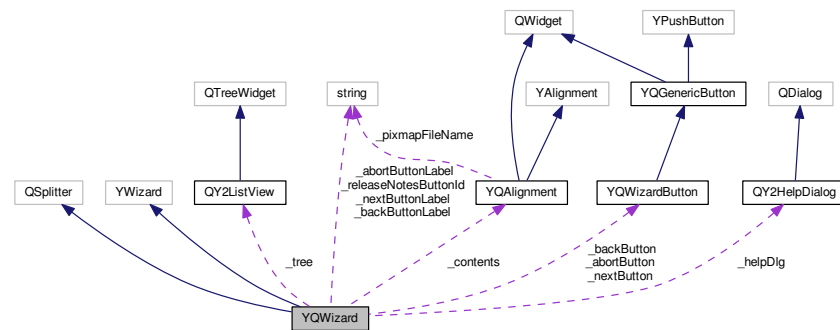 QWidget
YPushButton
QTreeWidget
string
YAlignment
YQGenericButton
QDialog
_pixmapFileName
_abortButtonLabel
_releaseNotesButtonId
_nextButtonLabel
_backButtonLabel
QSplitter
YWizard
QY2ListView
YQAlignment
YQWizardButton
QY2HelpDialog
_tree
_contents
_backButton
_abortButton
_nextButton
_helpDlg
YQWizard